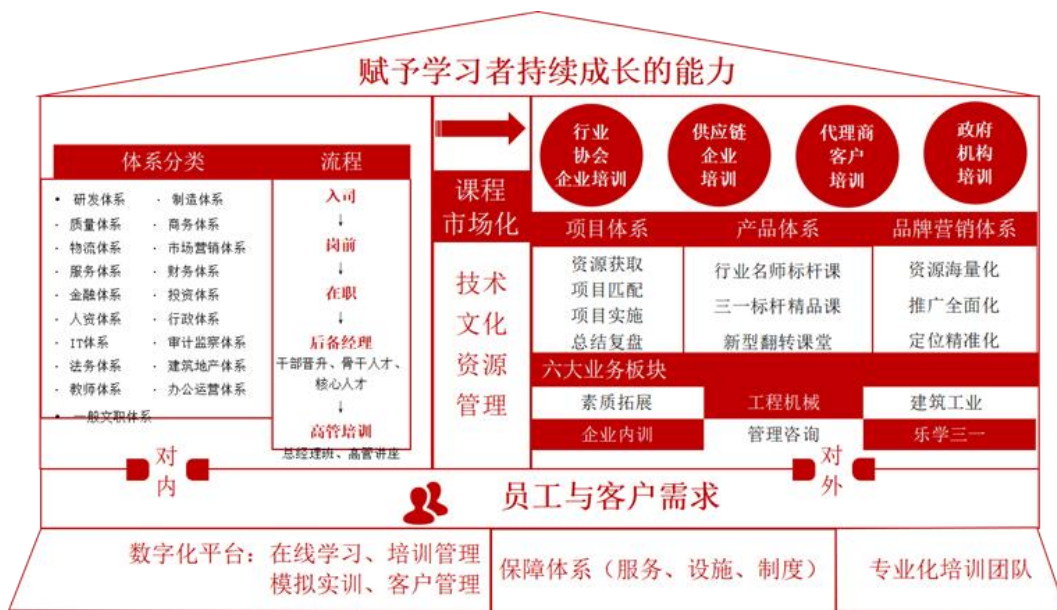 赋予学习者持续成长的能力
体系分类 流程
• 研发体系 · 制造体系
· 质量体系 · 商务体系
· 物流体系 · 市场营销体系
· 服务体系 · 财务体系
· 金融体系 · 投资体系
· 人资体系 · 行政体系
· IT体系 · 审计监察体系
· 法务体系 · 建筑地产体系
· 教师体系 · 办公运营体系
• 一般文职体系
入司
↓
岗前
↓
在职
↓
后备经理
干部晋升、骨干人才、
核心人才
↓
高管培训
总经理班、高管讲座
对
内
课程
市场化
技术
文化
资源
管理
行业
协会
企业培训
供应链
企业
培训
代理商
客户
培训
政府
机构
培训
项目体系 产品体系 品牌营销体系
资源获取
项目匹配
项目实施
总结复盘
行业名师标杆课
三一标杆精品课
新型翻转课堂
资源海量化
推广全面化
定位精准化
六大业务板块
素质拓展 工程机械 建筑工业
企业内训 管理咨询 乐学三一
对
外
员工与客户需求
数字化平台：在线学习、培训管理
模拟实训、客户管理
保障体系（服务、设施、制度）
专业化培训团队